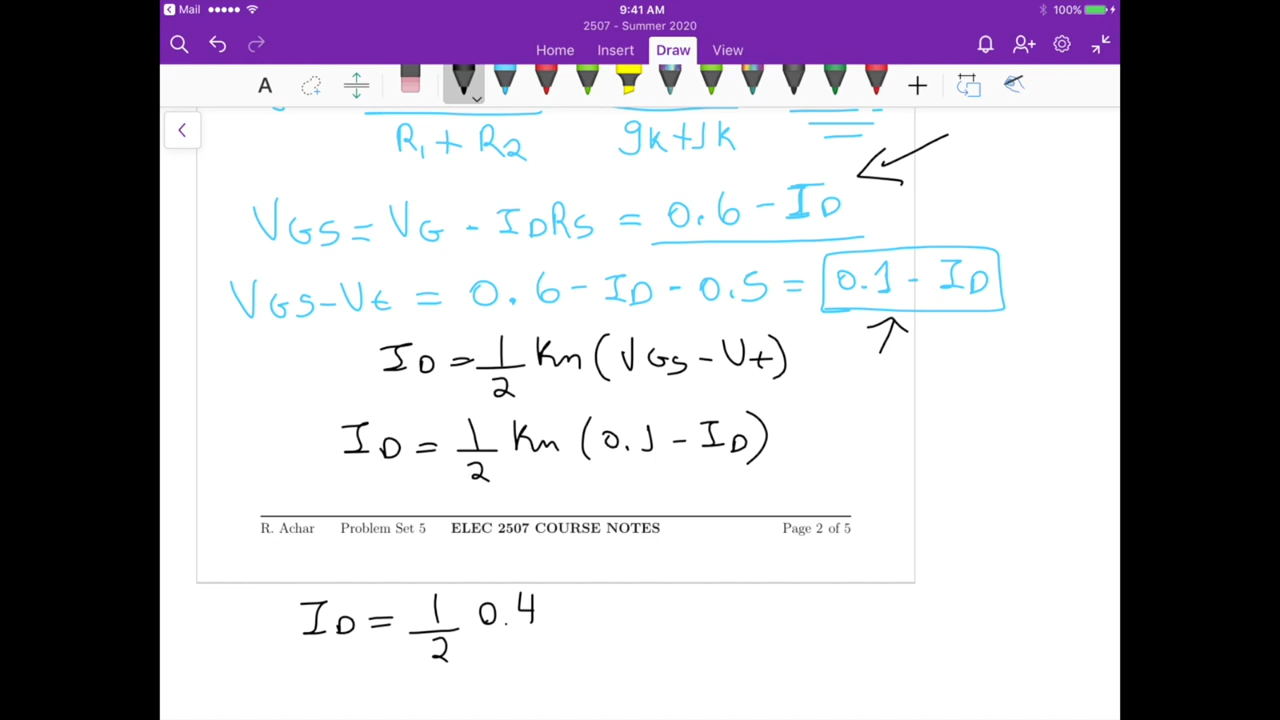 Mail 9:41 AM 100%
2507 - Summer 2020
Home Insert Draw View
A
R1 + R2 9k+1k
VGS = VG - IDRS = 0.6 - ID
VGS-Vt = 0.6 - ID - 0.5 = 0.1 - ID
ID = 1/2 Kn (VGS - Vt)
ID = 1/2 Kn (0.1 - ID)
R. Achar Problem Set 5 ELEC 2507 COURSE NOTES Page 2 of 5
ID = 1/2 0.4